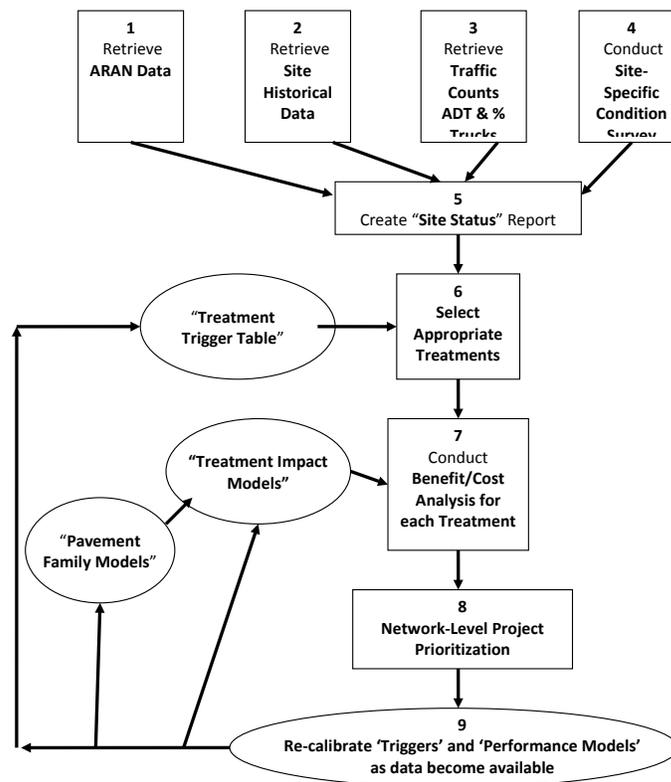 1
Retrieve
ARAN Data
2
Retrieve
Site
Historical
Data
3
Retrieve
Traffic
Counts
ADT & %
Trucks
4
Conduct
Site-
Specific
Condition
Survey
5
Create “Site Status” Report
6
Select
Appropriate
Treatments
“Treatment
Trigger Table”
7
Conduct
Benefit/Cost
Analysis for
each Treatment
“Treatment Impact
Models”
“Pavement
Family Models”
8
Network-Level Project
Prioritization
9
Re-calibrate ‘Triggers’ and ‘Performance Models’
as data become available